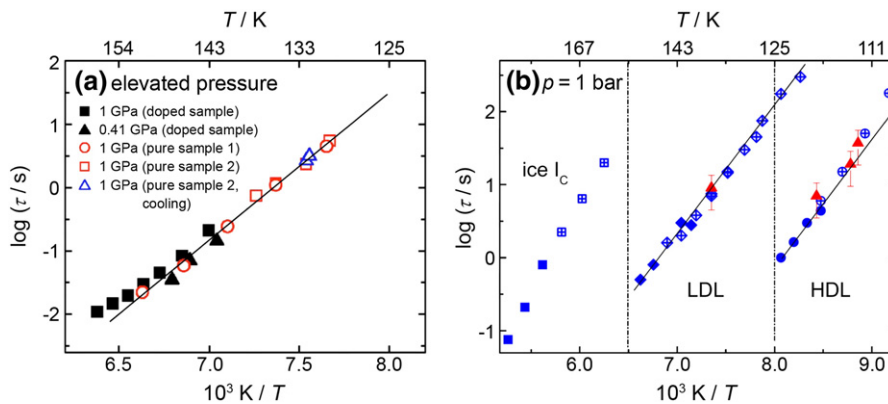 T / K
154 143 133 125
(a) elevated pressure
1 GPa (doped sample)
0.41 GPa (doped sample)
1 GPa (pure sample 1)
1 GPa (pure sample 2)
1 GPa (pure sample 2,
cooling)
log (τ / s)
2
1
0
-1
-2
6.5 7.0 7.5 8.0
10³ K / T
T / K
167 143 125 111
(b) p = 1 bar
ice Ic
LDL
HDL
log (τ / s)
2
1
0
-1
6.0 7.0 8.0 9.0
10³ K / T